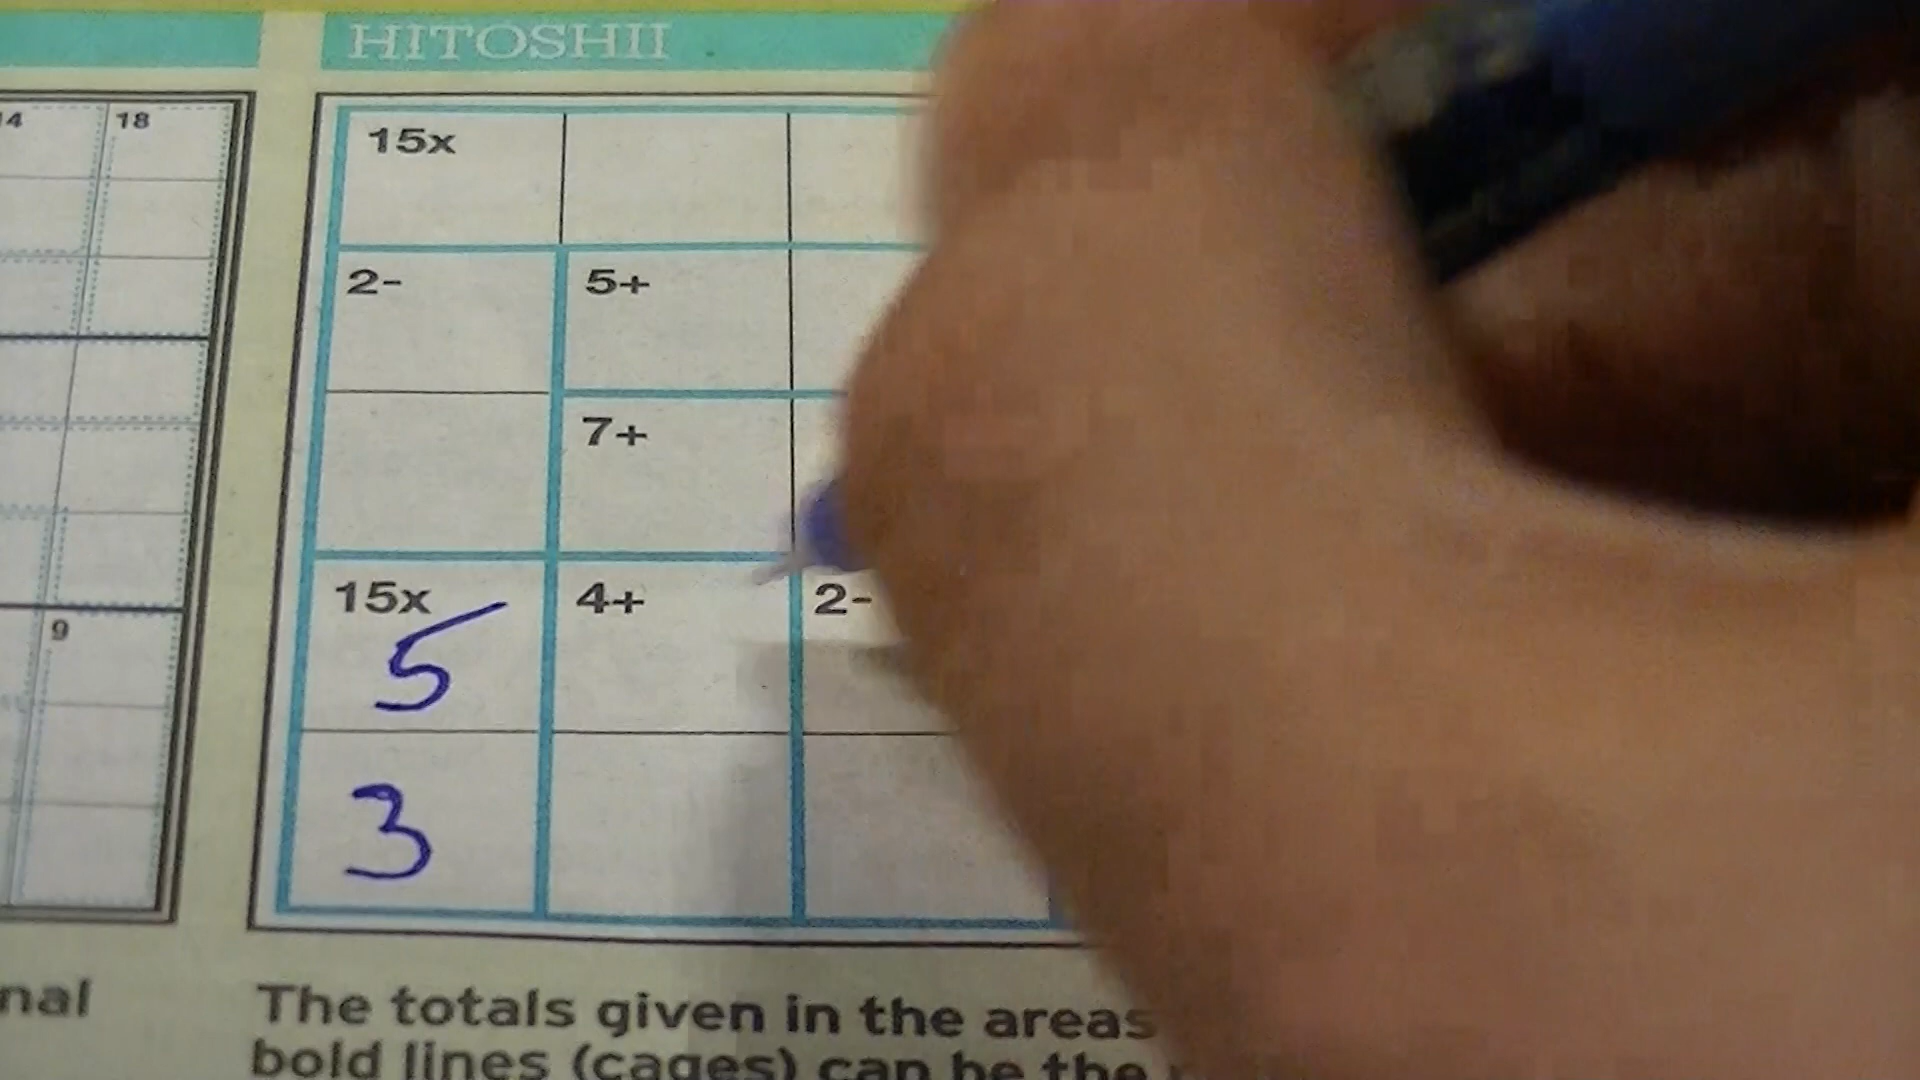 HITOSHII
18
15x
2-
5+
7+
15x
4+
2-
5
9
3
nal
The totals given in the areas
bold lines (cages) can be the